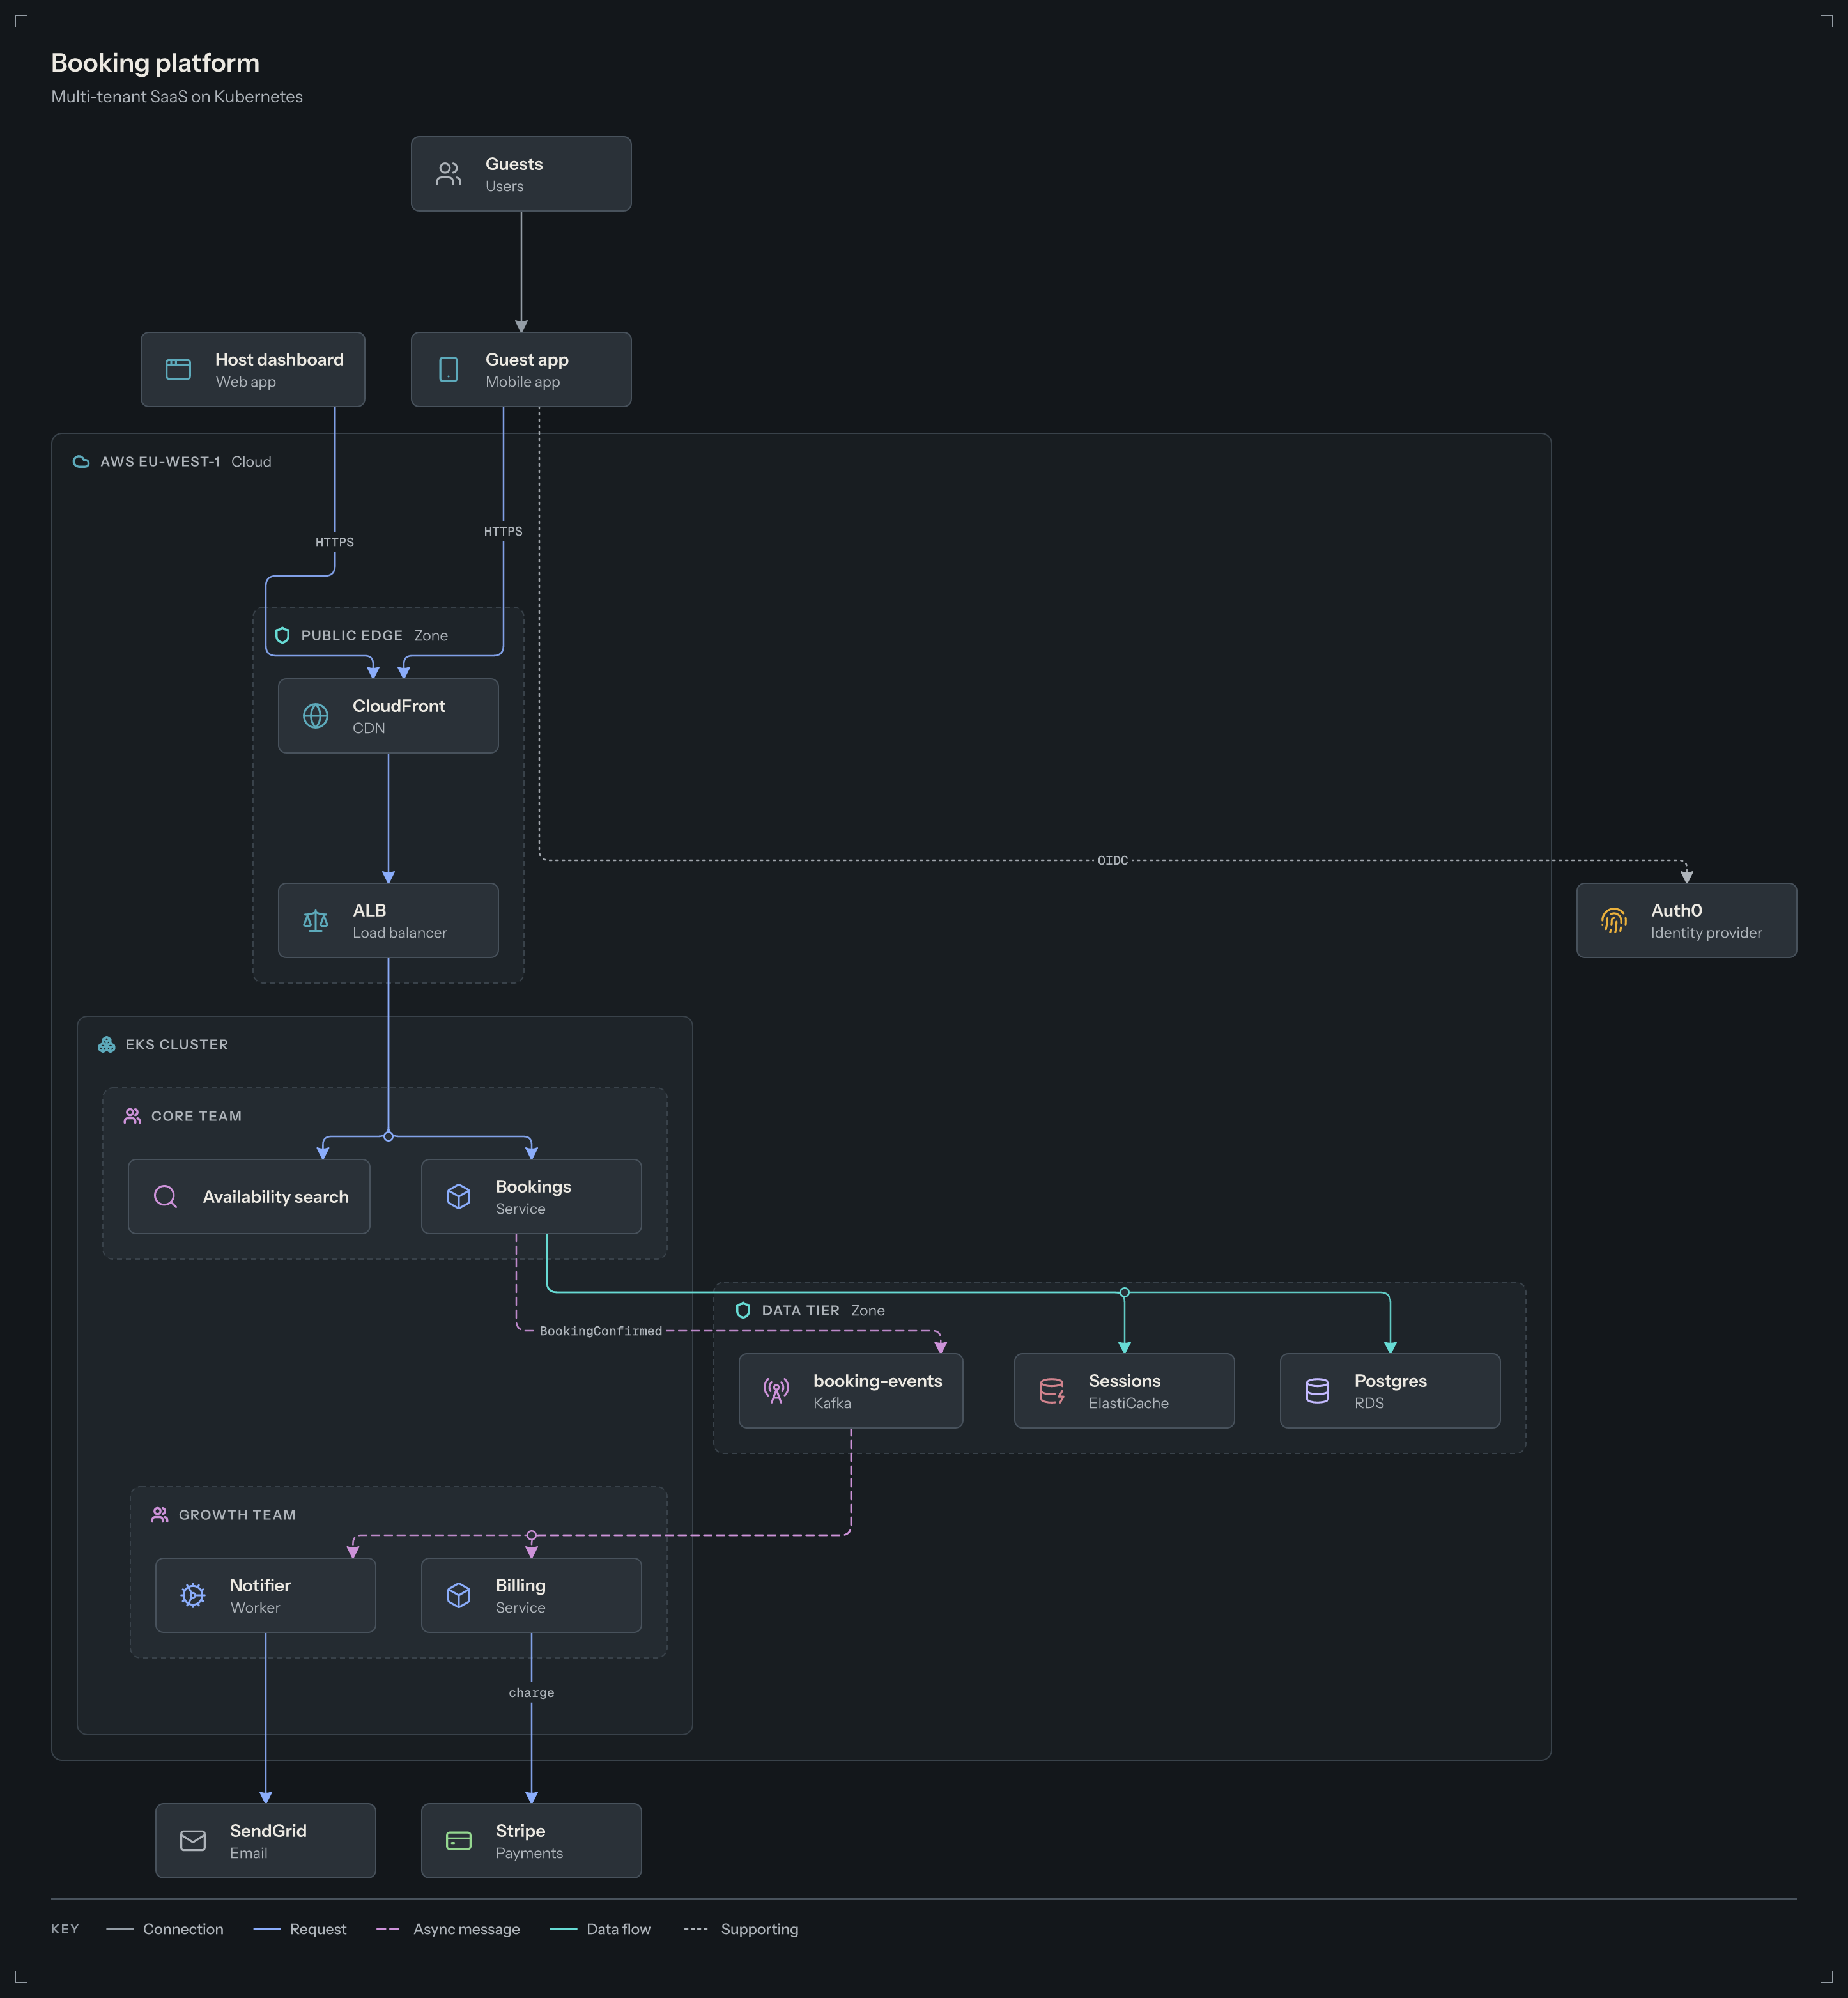 Booking platform
Multi-tenant SaaS on Kubernetes
Guests
Users
Host dashboard
Web app
Guest app
Mobile app
AWS EU-WEST-1 Cloud
HTTPS
HTTPS
PUBLIC EDGE Zone
CloudFront
CDN
OIDC
ALB
Load balancer
Auth0
Identity provider
EKS CLUSTER
CORE TEAM
Availability search
Bookings
Service
DATA TIER Zone
BookingConfirmed
booking-events
Kafka
Sessions
ElastiCache
Postgres
RDS
GROWTH TEAM
Notifier
Worker
Billing
Service
charge
SendGrid
Email
Stripe
Payments
KEY Connection Request Async message Data flow Supporting